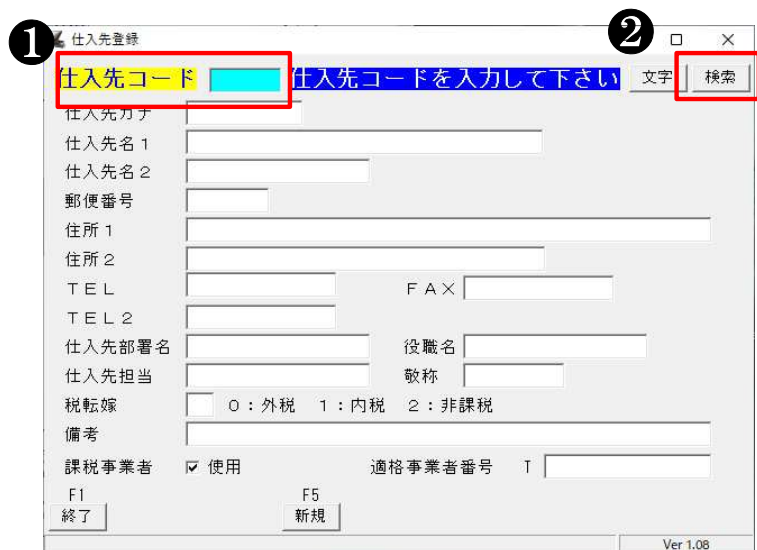 ❶ 仕入先登録 ❷
仕入先コード 仕入先コードを入力して下さい 文字 検索
仕入先カナ
仕入先名1
仕入先名2
郵便番号
住所1
住所2
TEL FAX
TEL2
仕入先部署名 役職名
仕入先担当 敬称
税転嫁 0:外税 1:内税 2:非課税
備考
課税事業者 使用 適格事業者番号 T
F1 F5
終了 新規
Ver 1.08